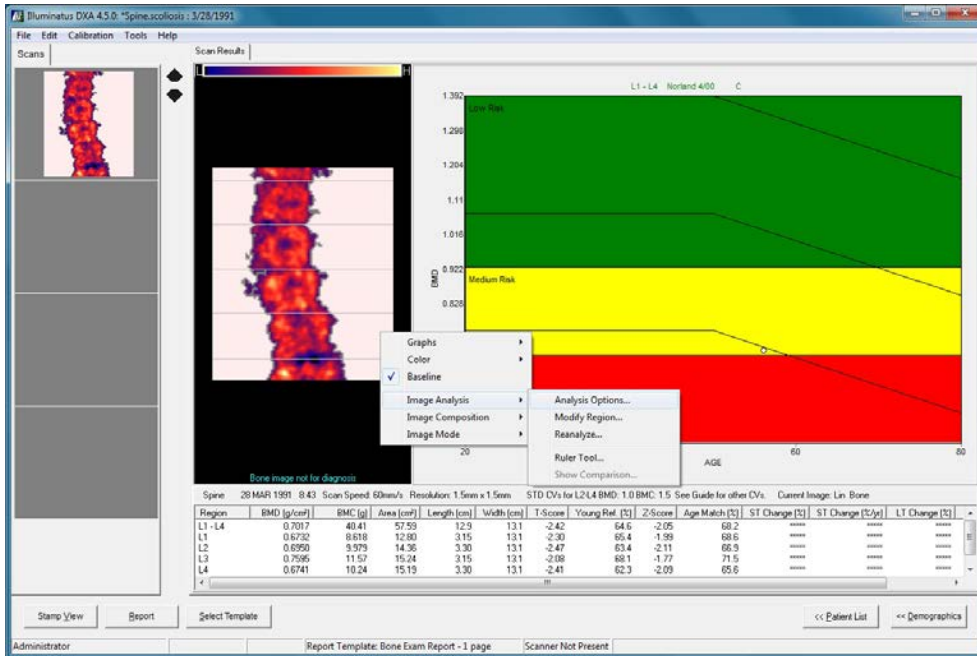 Illuminatus DXA 4.5.0: *Spine.scoliosis : 3/28/1991
File Edit Calibration Tools Help
Scans
Scan Results
L H
L1 - L4 Norland 4/00 C
1.392
Low Risk
1.298
1.204
1.11
1.016
BMD
0.922
Medium Risk
0.828
Graphs
Color
Baseline
Image Analysis
Image Composition
Image Mode
Analysis Options...
Modify Region...
Reanalyze...
Ruler Tool...
Show Comparison...
20 60 80
AGE
Bone image not for diagnosis
Spine 28 MAR 1991 8:43 Scan Speed: 60mm/s Resolution: 1.5mm x 1.5mm STD CVs for L2-L4 BMD: 1.0 BMC: 1.5 See Guide for other CVs. Current Image: Lin Bone
Region BMD (g/cm²) BMC (g) Area (cm²) Length (cm) Width (cm) T-Score Young Ref. (%) Z-Score Age Match (%) ST Change (%) ST Change (%/yr) LT Change (%)
L1 - L4 0.7017 40.41 57.59 12.9 13.1 -2.42 64.6 -2.05 68.2 ***** ***** *****
L1 0.6732 8.618 12.80 3.15 13.1 -2.30 65.4 -1.99 68.6 ***** ***** *****
L2 0.6950 9.979 14.36 3.30 13.1 -2.47 63.4 -2.11 66.9 ***** ***** *****
L3 0.7595 11.57 15.24 3.15 13.1 -2.08 68.1 -1.77 71.5 ***** ***** *****
L4 0.6741 10.24 15.19 3.30 13.1 -2.41 62.3 -2.09 65.6 ***** ***** *****
Stamp View Report Select Template << Patient List << Demographics
Administrator Report Template: Bone Exam Report - 1 page Scanner Not Present